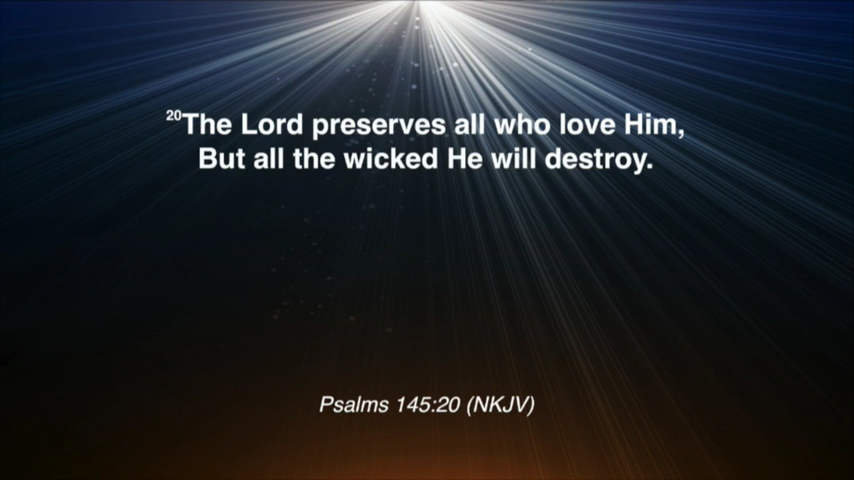 20The Lord preserves all who love Him,
But all the wicked He will destroy.
Psalms 145:20 (NKJV)